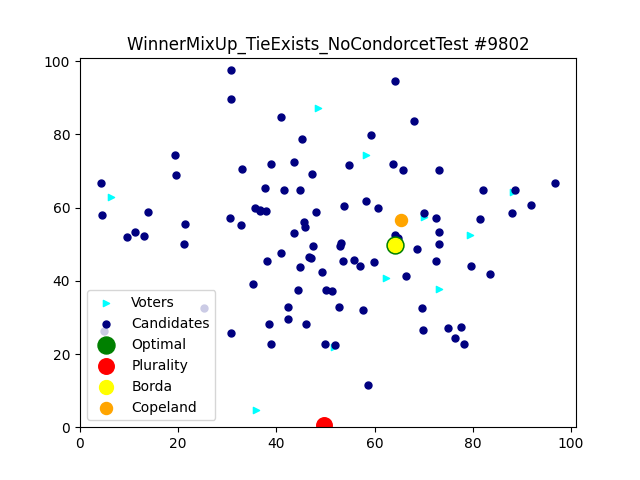 WinnerMixUp_TieExists_NoCondorcetTest #9802
100
80
60
40
20
0
Voters
Candidates
Optimal
Plurality
Borda
Copeland
0 20 40 60 80 100